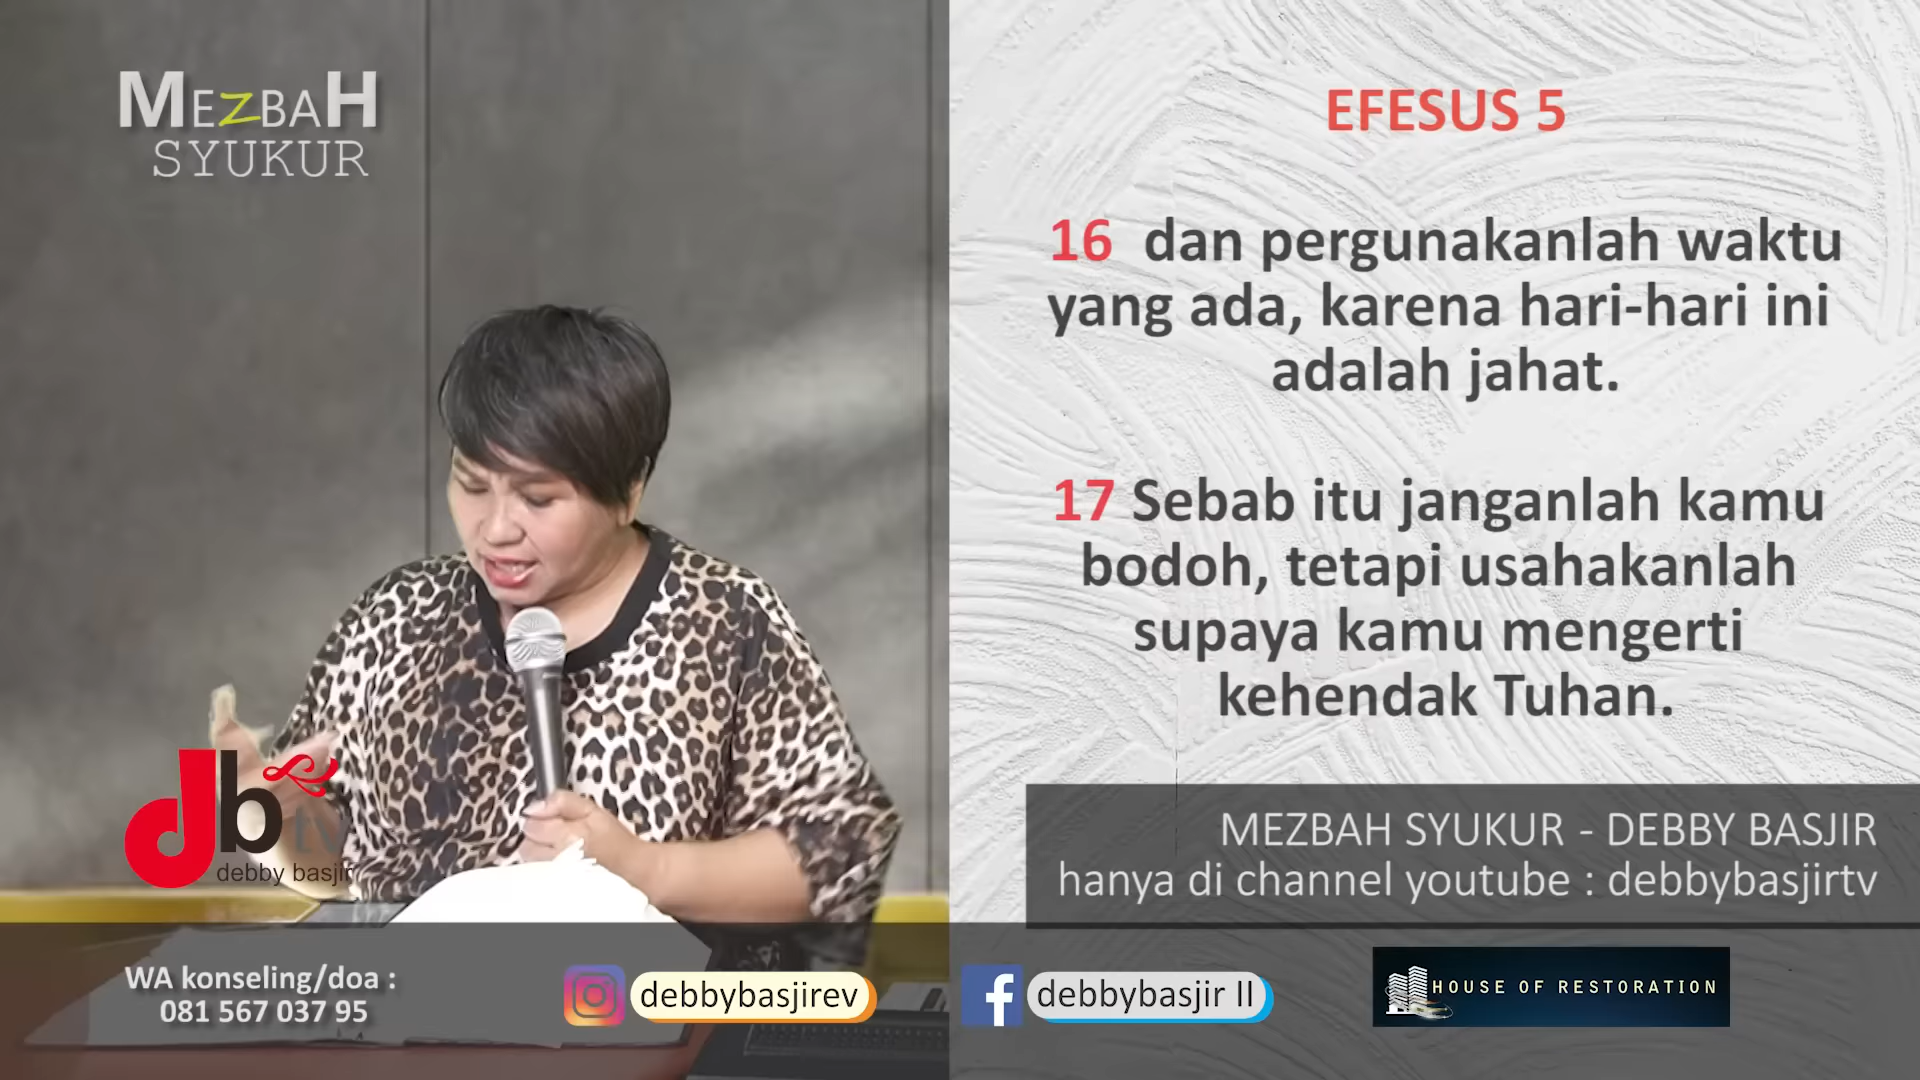 MEZBAH
SYUKUR
EFESUS 5
16 dan pergunakanlah waktu
yang ada, karena hari-hari ini
adalah jahat.
17 Sebab itu janganlah kamu
bodoh, tetapi usahakanlah
supaya kamu mengerti
kehendak Tuhan.
db tv
debby basjir
MEZBAH SYUKUR - DEBBY BASJIR
hanya di channel youtube : debbybasjirtv
WA konseling/doa :
081 567 037 95
debbybasjirev
debbybasjir II
HOUSE OF RESTORATION